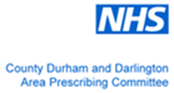 NHS
County Durham and Darlington
Area Prescribing Committee